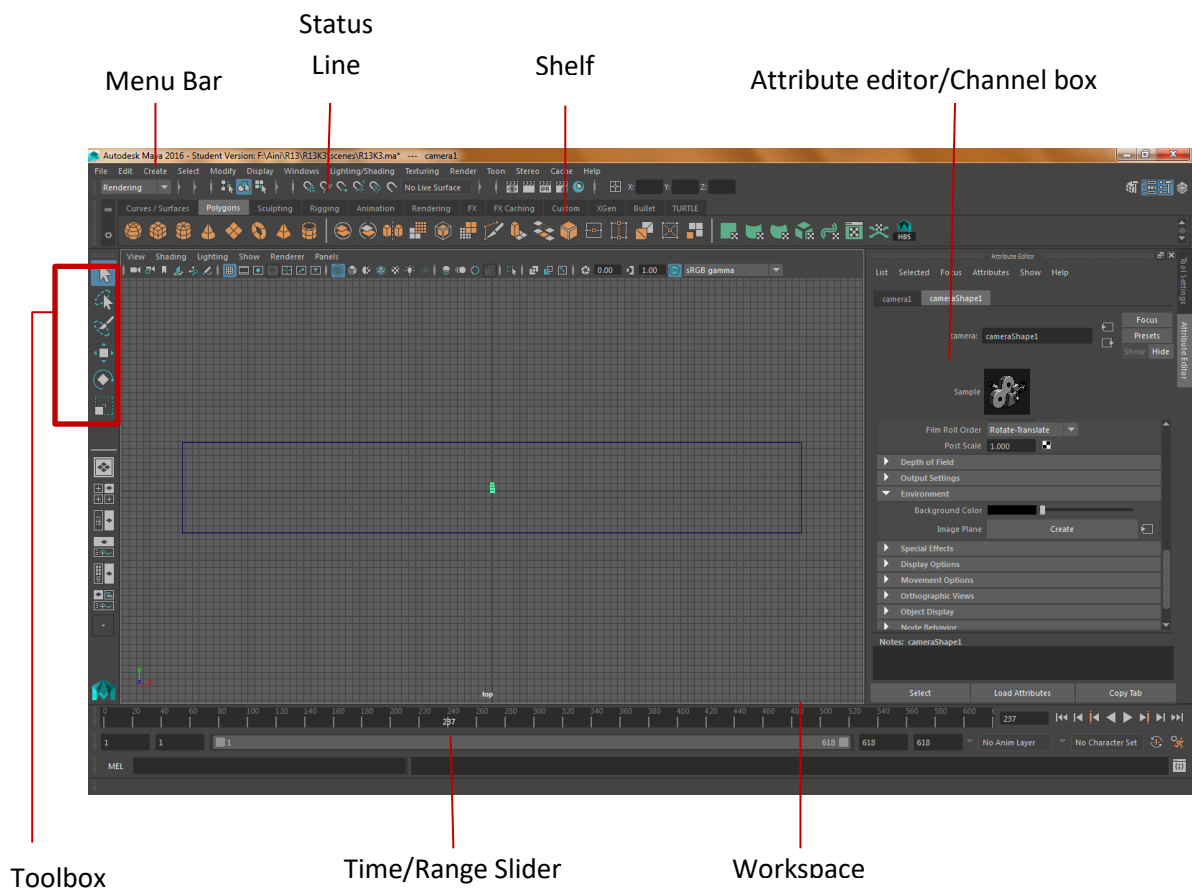 Status
Line
Menu Bar
Shelf
Attribute editor/Channel box
Autodesk Maya 2016 - Student Version: F:\Aini\R13\R13K3\scenes\R13K3.ma* --- camera1
File Edit Create Select Modify Display Windows Lighting/Shading Texturing Render Toon Stereo Cache Help
Rendering No Live Surface X: Y: Z:
Curves / Surfaces Polygons Sculpting Rigging Animation Rendering FX FX Caching Custom XGen Bullet TURTLE
HBS
View Shading Lighting Show Renderer Panels
0.00 1.00 sRGB gamma
Attribute Editor
List Selected Focus Attributes Show Help
camera1 cameraShape1
Focus
camera: cameraShape1 Presets
Show Hide
Tool Settings
Attribute Editor
Sample
Film Roll Order Rotate-Translate
Post Scale 1.000
Depth of Field
Output Settings
Environment
Background Color
Image Plane Create
Special Effects
Display Options
Movement Options
Orthographic Views
Object Display
Node Behavior
Notes: cameraShape1
Select Load Attributes Copy Tab
y
top
0 20 40 60 80 100 120 140 160 180 200 220 240 260 280 300 320 340 360 380 400 420 440 460 480 500 520 540 560 580 600
237 237
1 1 1 618 618 618 No Anim Layer No Character Set
MEL
Toolbox
Time/Range Slider
Workspace